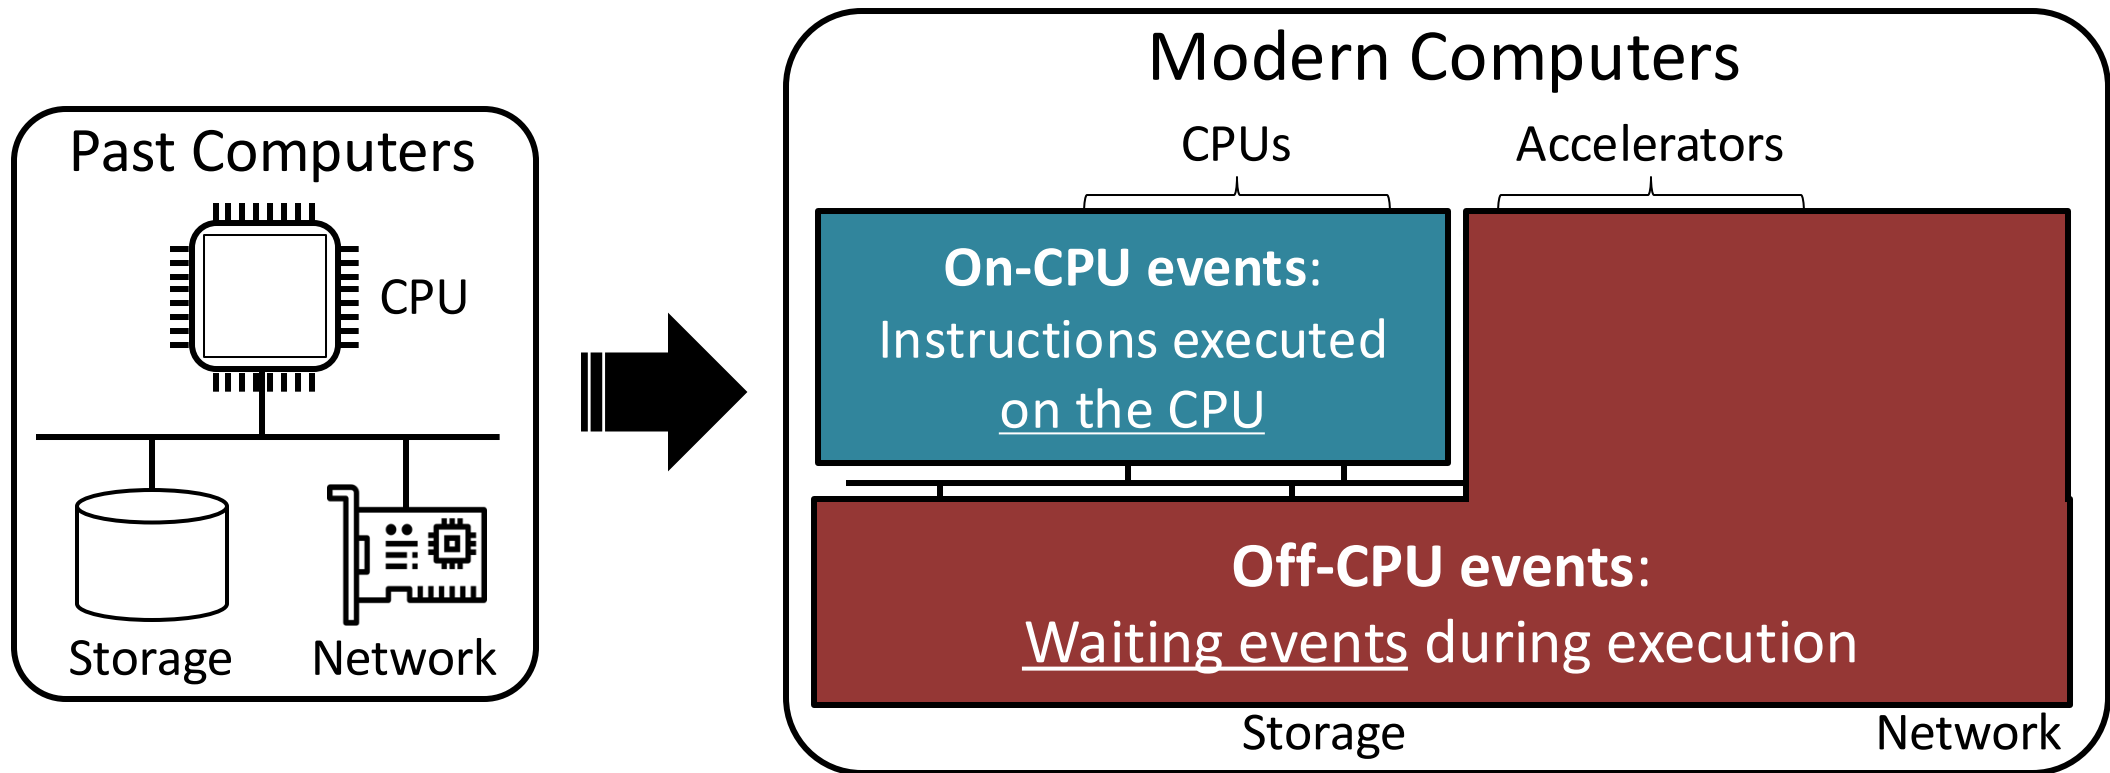 Past Computers
CPU
Storage
Network
Modern Computers
CPUs
Accelerators
On-CPU events:
Instructions executed
on the CPU
Off-CPU events:
Waiting events during execution
Storage
Network